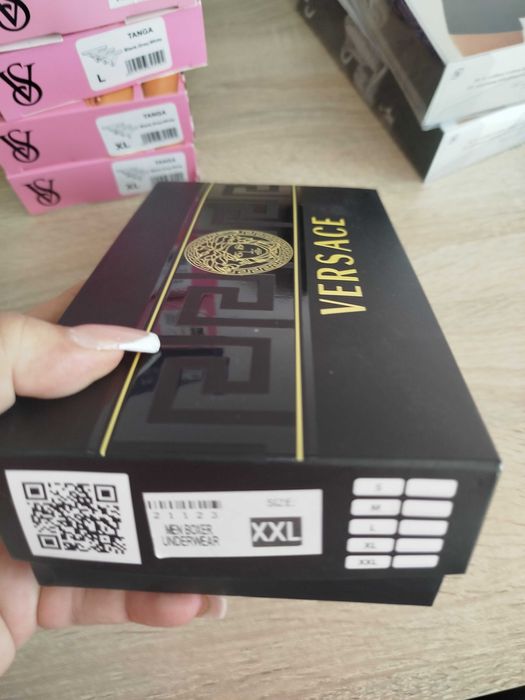 TANGA
L
TANGA
XL
TANGA
XL
VERSACE
21123
MEN BOXER
UNDERWEAR
SIZE:
XXL
S
M
L
XL
XXL